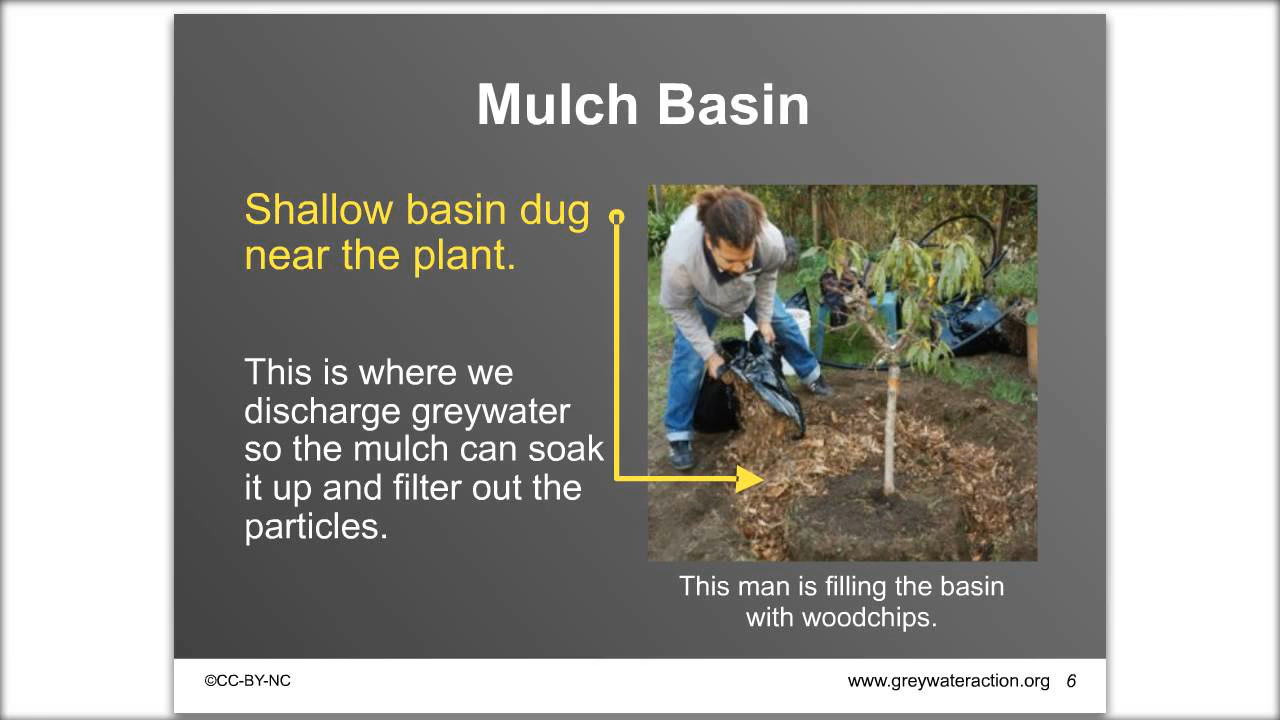 Mulch Basin
Shallow basin dug
near the plant.
This is where we
discharge greywater
so the mulch can soak
it up and filter out the
particles.
This man is filling the basin
with woodchips.
©CC-BY-NC
www.greywateraction.org 6